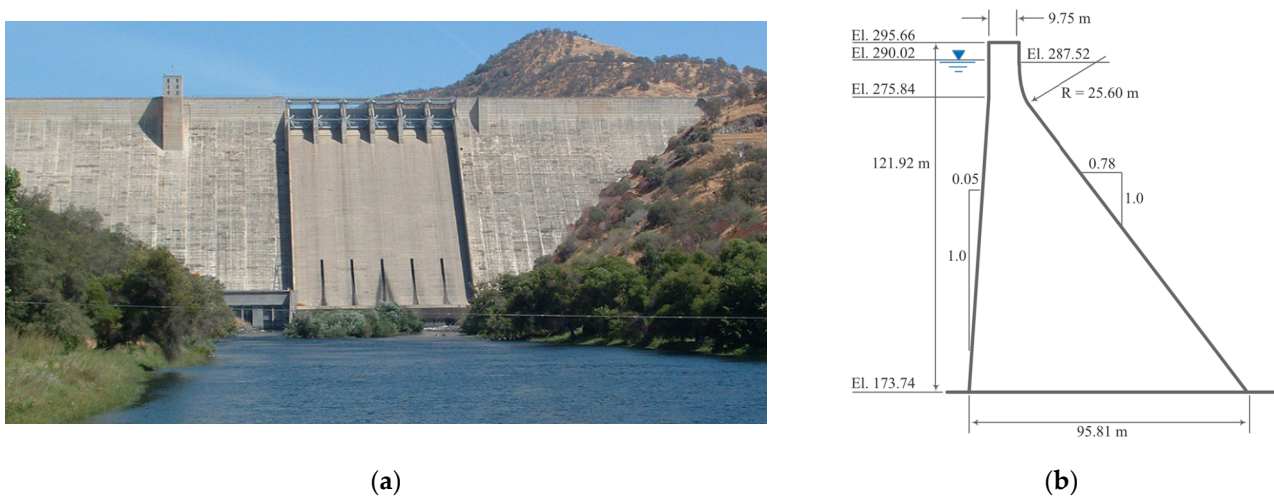 9.75 m
El. 295.66
El. 290.02
El. 287.52
El. 275.84
R = 25.60 m
121.92 m
0.78
0.05
1.0
1.0
El. 173.74
95.81 m
(a)
(b)